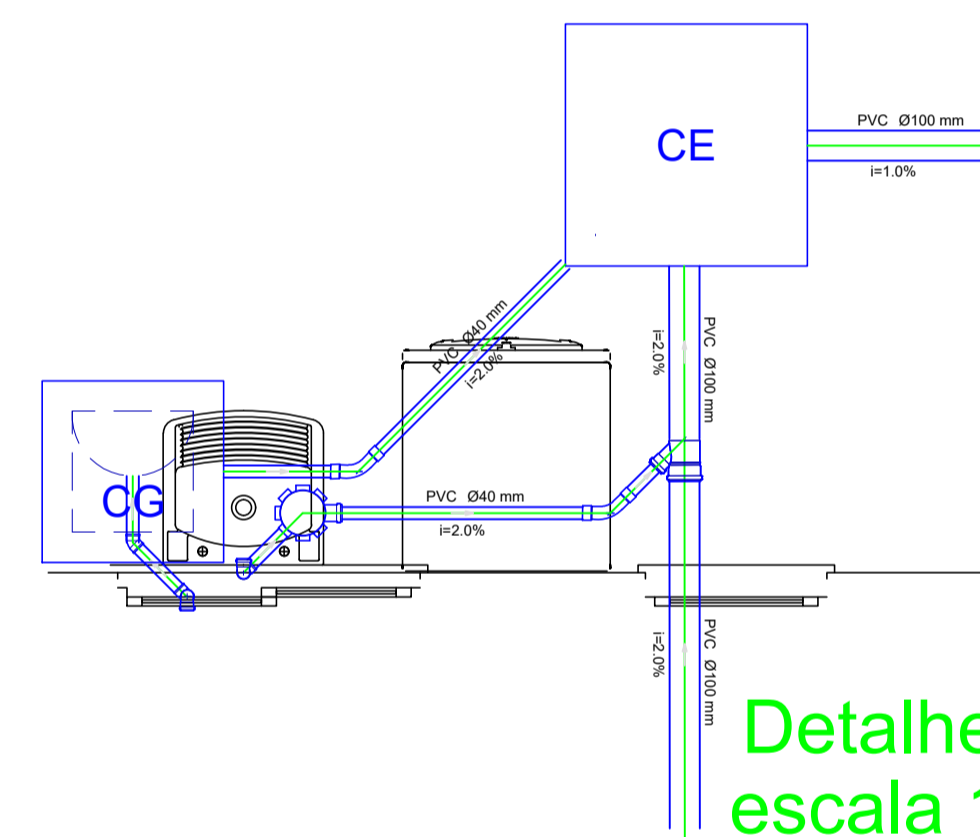 CE
PVC Ø100 mm
i=1.0%
PVC Ø40 mm
i=2.0%
i=2.0%
PVC Ø100 mm
CG
PVC Ø40 mm
i=2.0%
i=2.0%
PVC Ø100 mm
Detalhe
escala